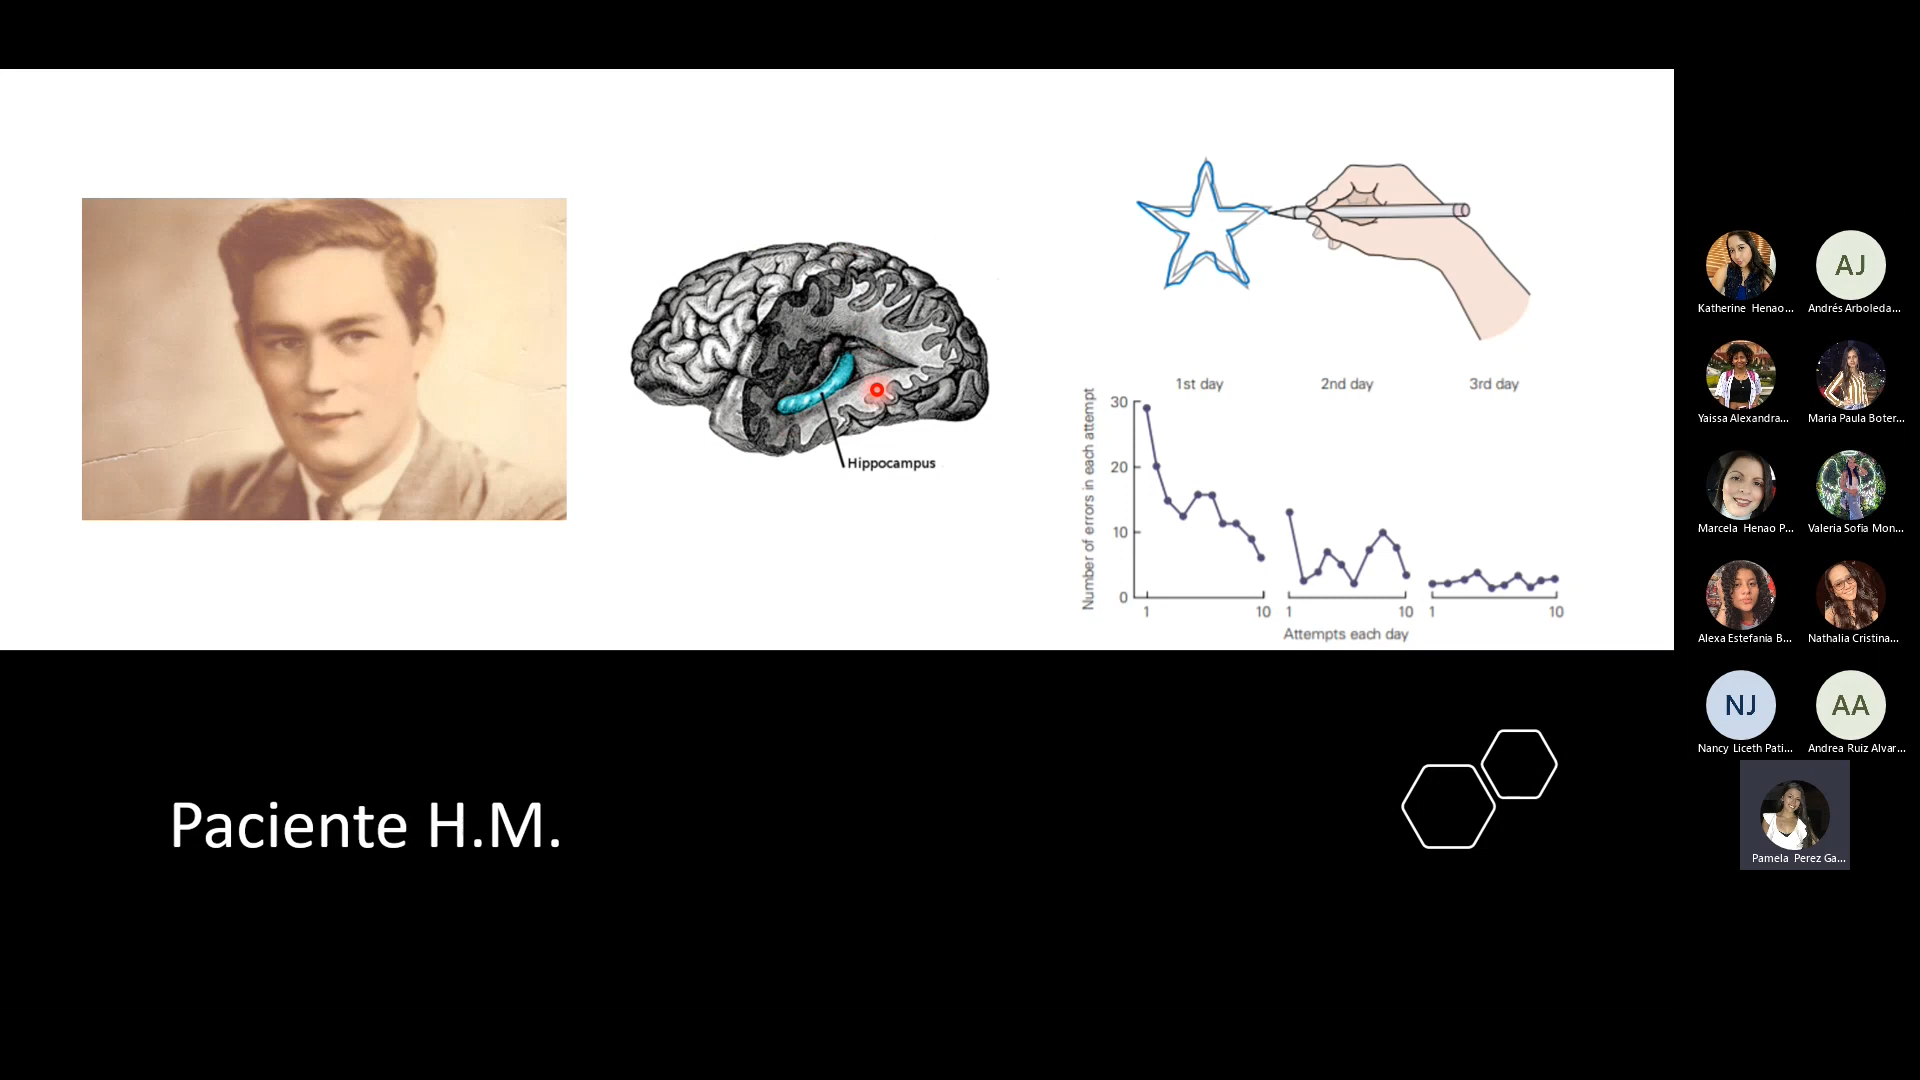 Hippocampus
1st day
2nd day
3rd day
Number of errors in each attempt
30
20
10
0
1
10
1
10
1
10
Attempts each day
Paciente H.M.
Katherine Henao...
AJ
Andrés Arboleda...
Yaissa Alexandra...
Maria Paula Boter...
Marcela Henao P...
Valeria Sofia Mon...
Alexa Estefania B...
Nathalia Cristina...
NJ
Nancy Liceth Pati...
AA
Andrea Ruiz Alvar...
Pamela Perez Ga...